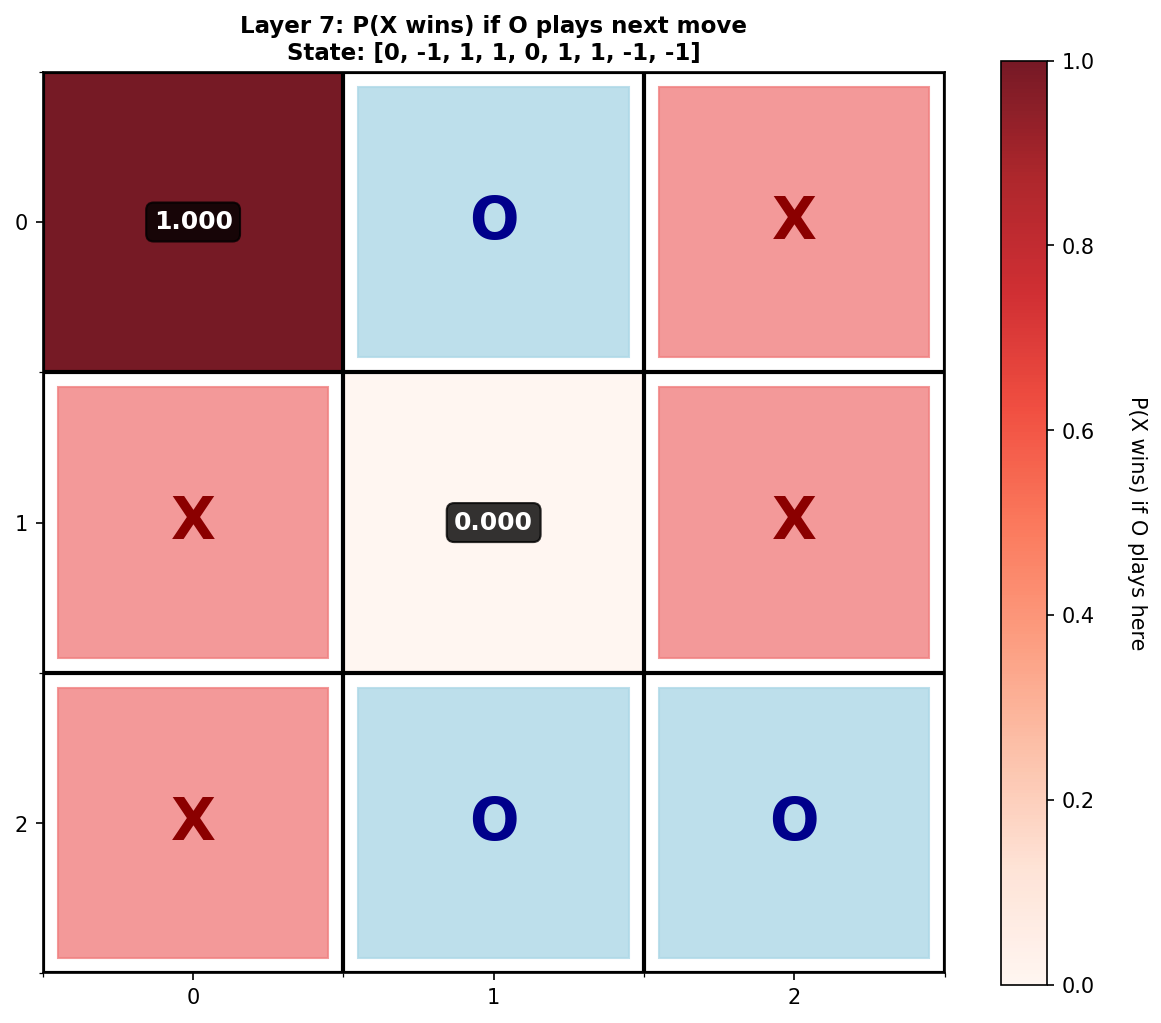 Layer 7: P(X wins) if O plays next move
State: [0, -1, 1, 1, 0, 1, 1, -1, -1]
1.000
O
X
X
0.000
X
X
O
O
0
1
2
0
1
2
1.0
0.8
0.6
0.4
0.2
0.0
P(X wins) if O plays here